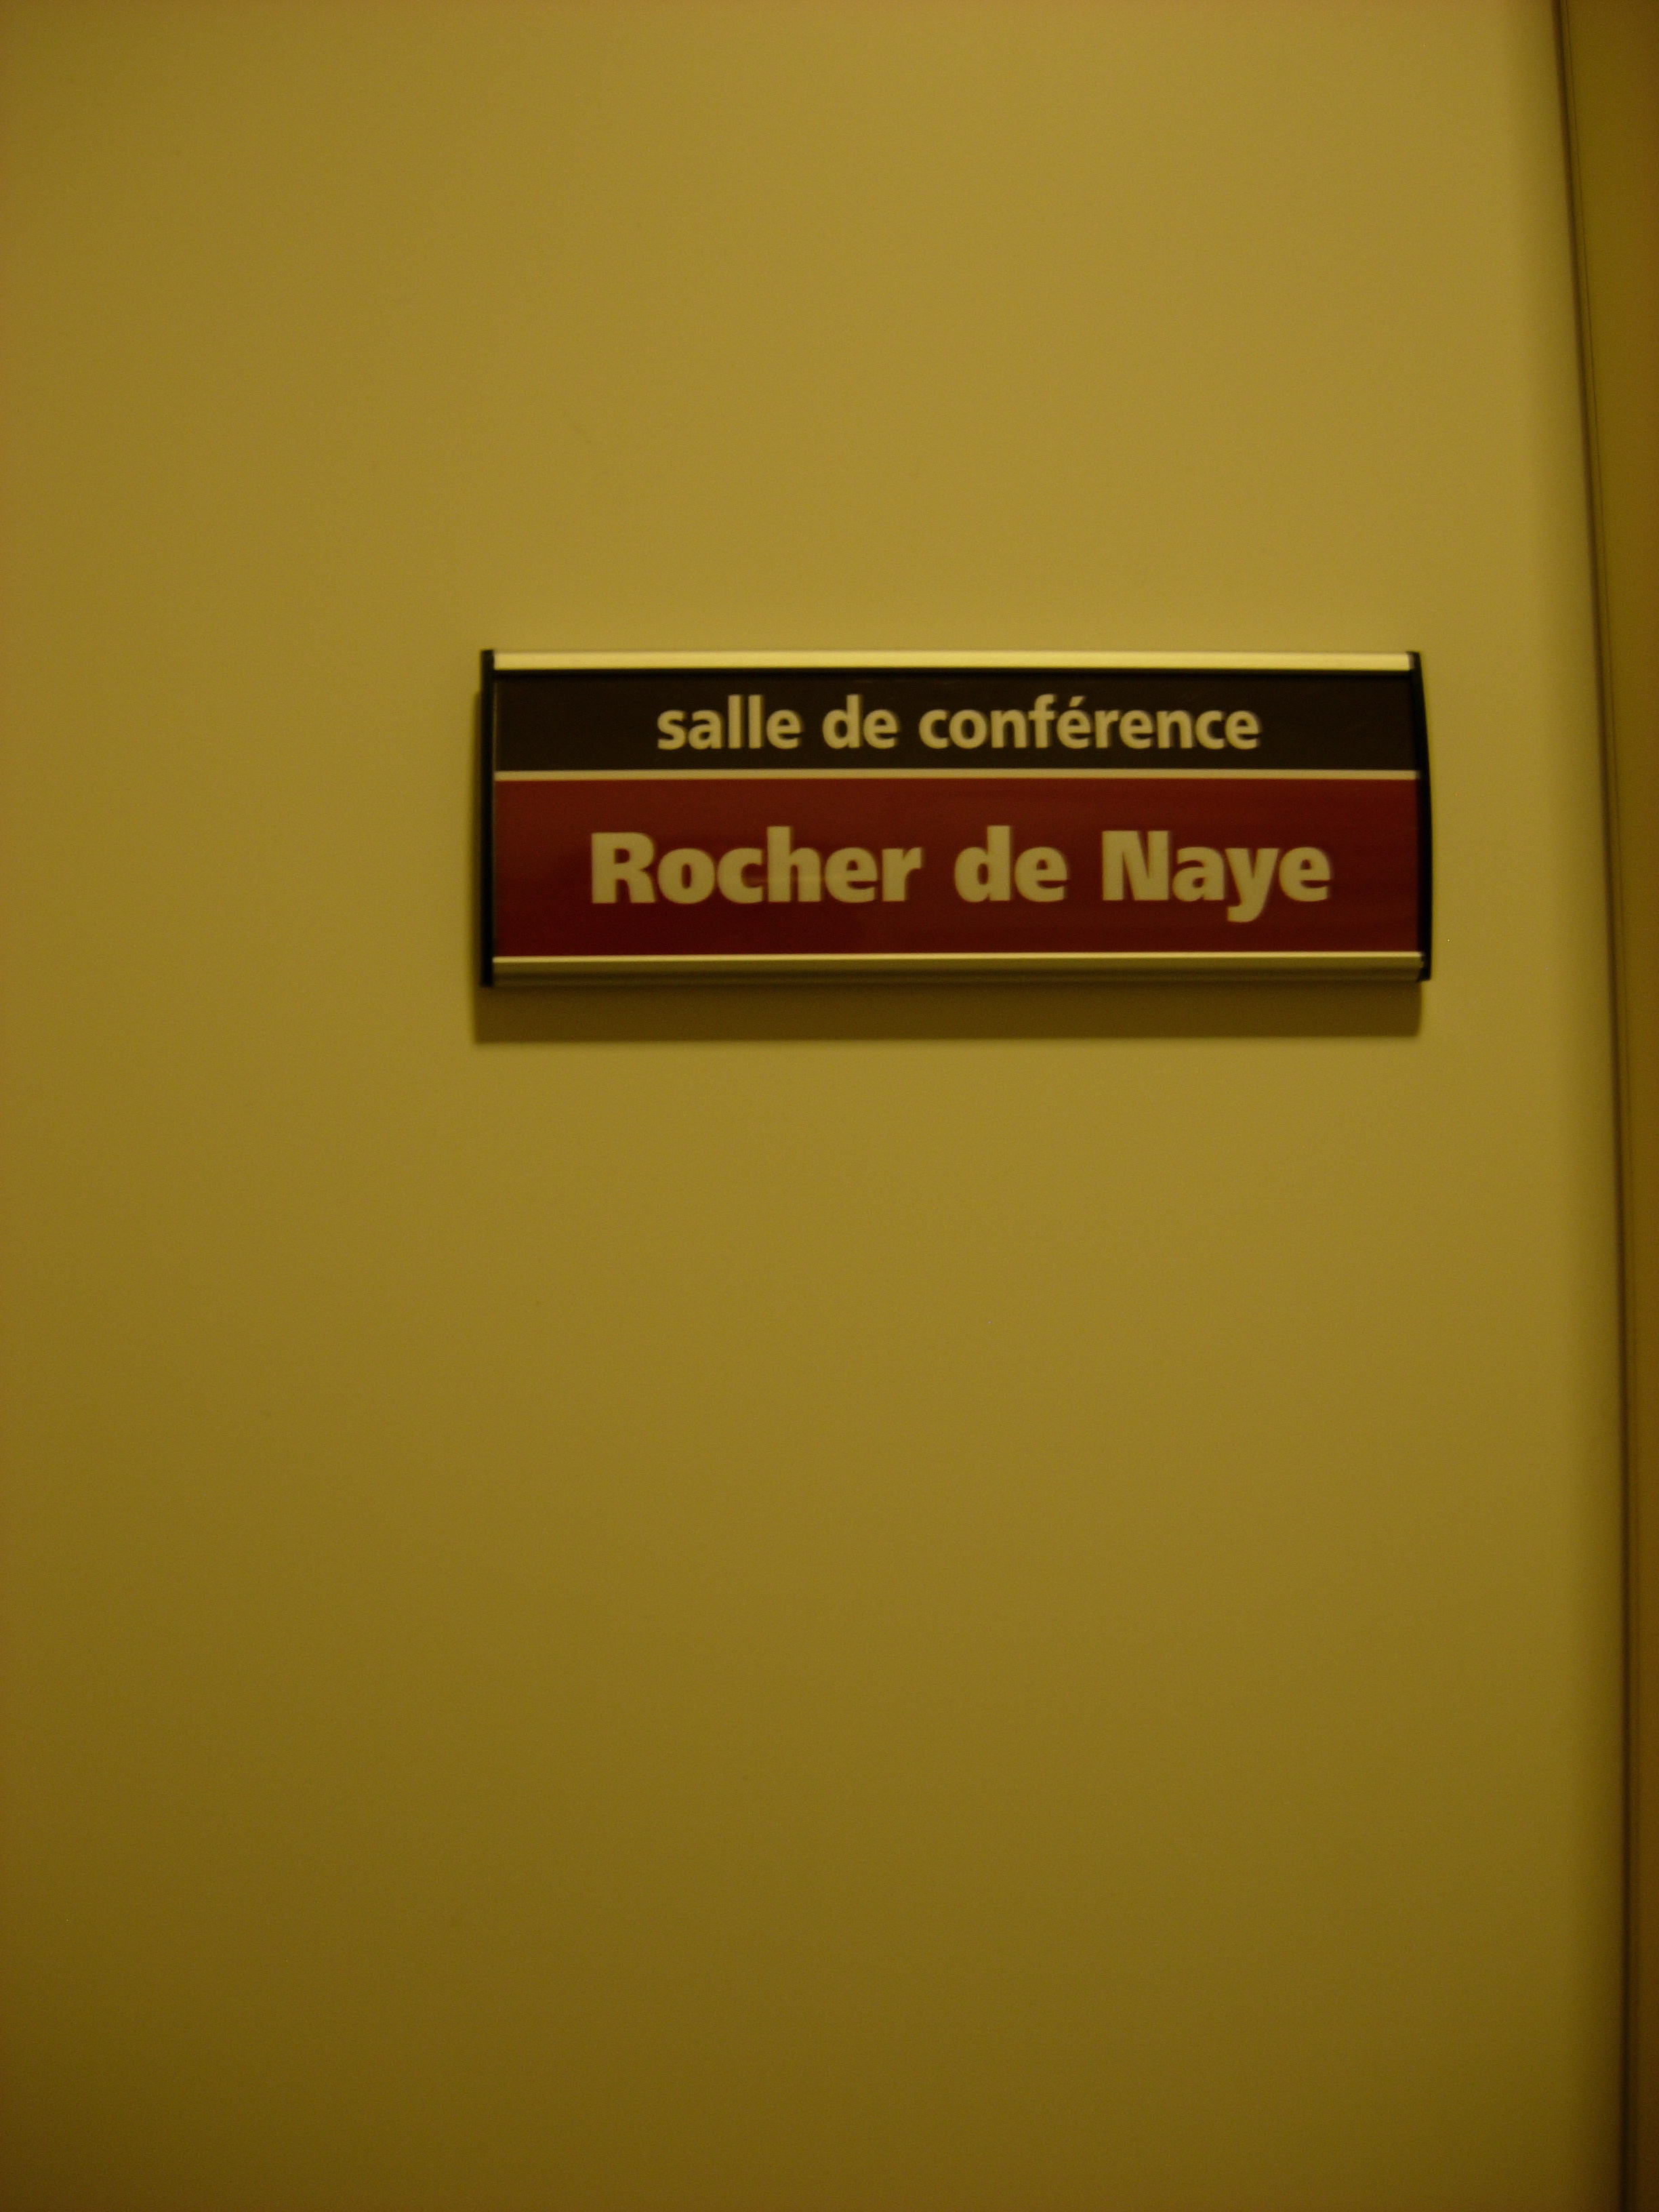 salle de conférence
Rocher de Naye